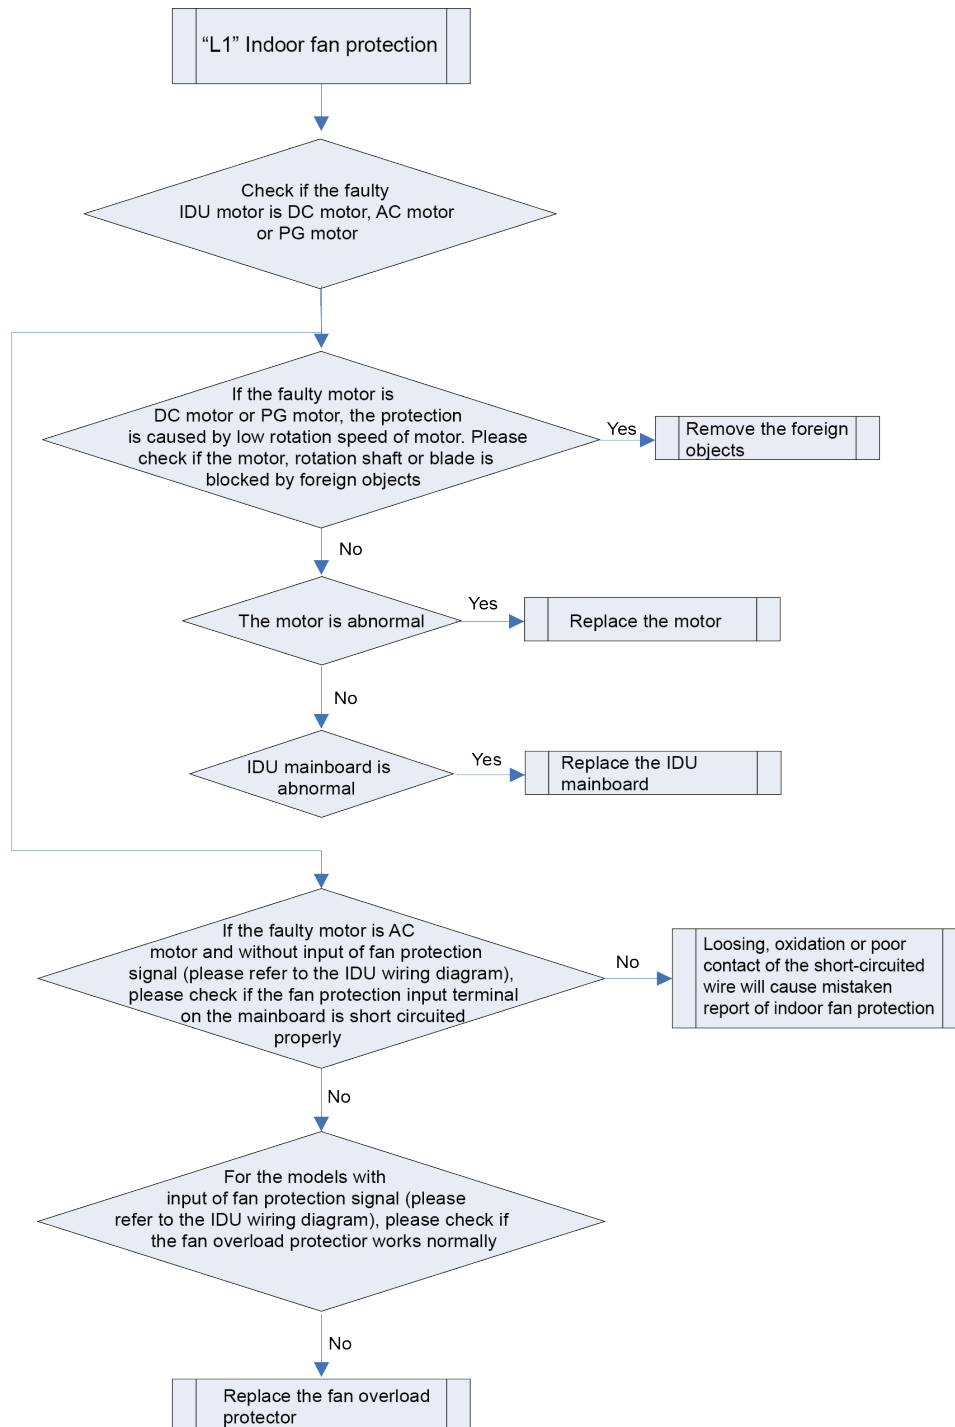 “L1” Indoor fan protection
Check if the faulty
IDU motor is DC motor, AC motor
or PG motor
If the faulty motor is
DC motor or PG motor, the protection
is caused by low rotation speed of motor. Please
check if the motor, rotation shaft or blade is
blocked by foreign objects
Yes
Remove the foreign
objects
No
The motor is abnormal
Yes
Replace the motor
No
IDU mainboard is
abnormal
Yes
Replace the IDU
mainboard
If the faulty motor is AC
motor and without input of fan protection
signal (please refer to the IDU wiring diagram),
please check if the fan protection input terminal
on the mainboard is short circuited
properly
No
Loosing, oxidation or poor
contact of the short-circuited
wire will cause mistaken
report of indoor fan protection
No
For the models with
input of fan protection signal (please
refer to the IDU wiring diagram), please check if
the fan overload protectior works normally
No
Replace the fan overload
protector